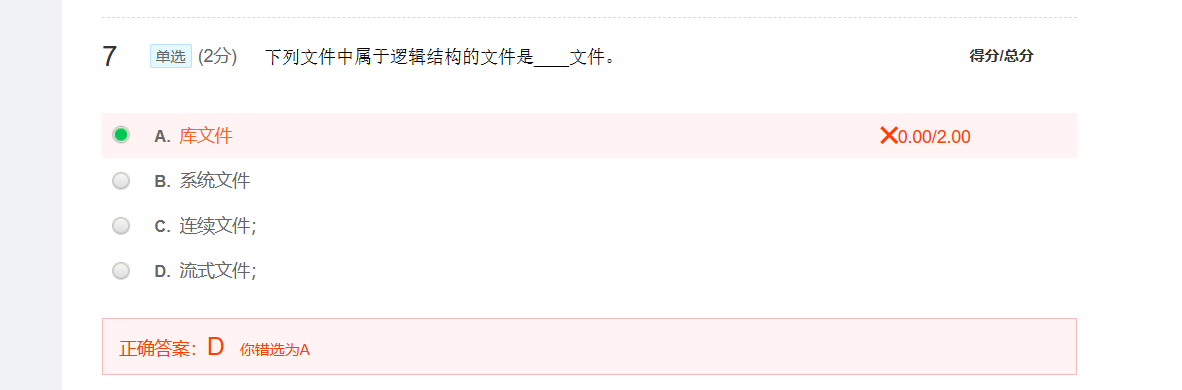 7 单选 (2分) 下列文件中属于逻辑结构的文件是____文件。 得分/总分
A. 库文件 ✕0.00/2.00
B. 系统文件
C. 连续文件;
D. 流式文件;
正确答案：D 你错选为A